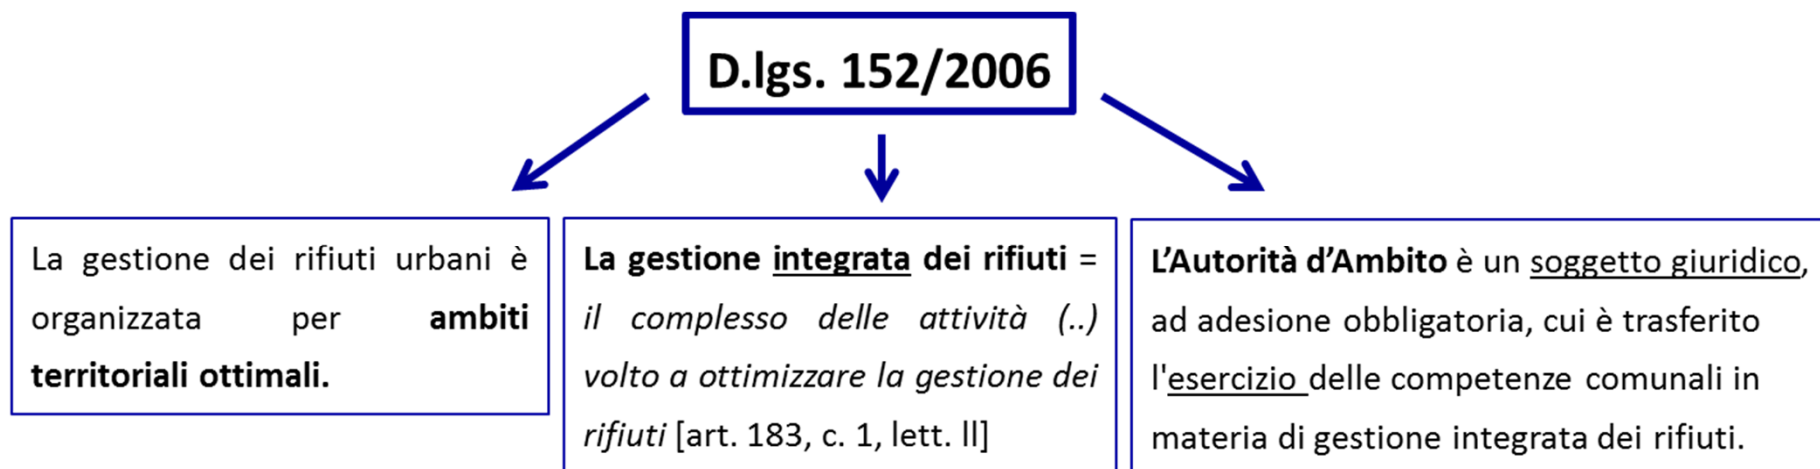 D.lgs. 152/2006
La gestione dei rifiuti urbani è
organizzata per ambiti
territoriali ottimali.
La gestione integrata dei rifiuti =
il complesso delle attività (..)
volto a ottimizzare la gestione dei
rifiuti [art. 183, c. 1, lett. ll]
L’Autorità d’Ambito è un soggetto giuridico,
ad adesione obbligatoria, cui è trasferito
l'esercizio delle competenze comunali in
materia di gestione integrata dei rifiuti.